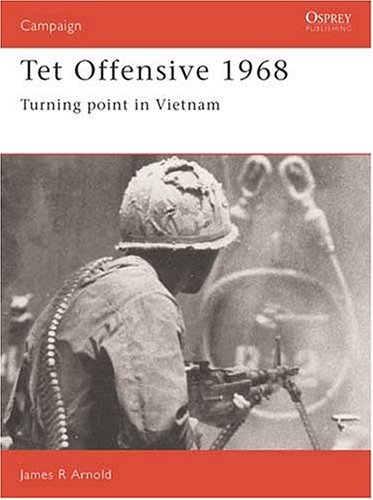 Campaign
OSPREY
PUBLISHING
Tet Offensive 1968
Turning point in Vietnam
James R Arnold